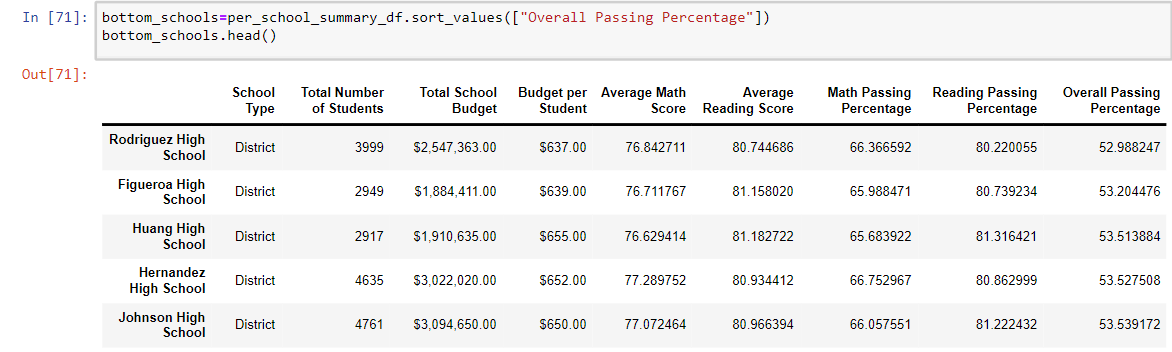 In [71]: bottom_schools=per_school_summary_df.sort_values(["Overall Passing Percentage"])
bottom_schools.head()
Out[71]:
School Type Total Number of Students Total School Budget Budget per Student Average Math Score Average Reading Score Math Passing Percentage Reading Passing Percentage Overall Passing Percentage
Rodriguez High School District 3999 $2,547,363.00 $637.00 76.842711 80.744686 66.366592 80.220055 52.988247
Figueroa High School District 2949 $1,884,411.00 $639.00 76.711767 81.158020 65.988471 80.739234 53.204476
Huang High School District 2917 $1,910,635.00 $655.00 76.629414 81.182722 65.683922 81.316421 53.513884
Hernandez High School District 4635 $3,022,020.00 $652.00 77.289752 80.934412 66.752967 80.862999 53.527508
Johnson High School District 4761 $3,094,650.00 $650.00 77.072464 80.966394 66.057551 81.222432 53.539172